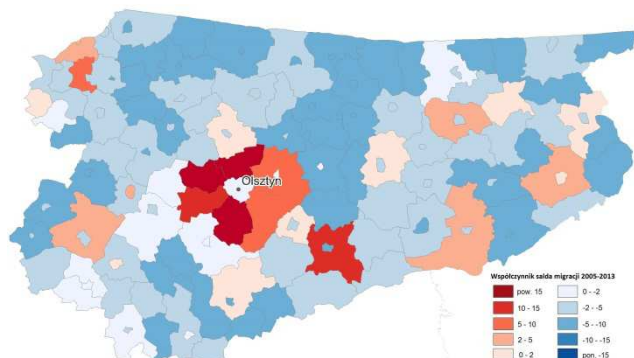 Olsztyn
Współczynnik salda migracji 2005-2013
pow. 15
10 - 15
5 - 10
2 - 5
0 - 2
0 - -2
-2 - -5
-5 - -10
-10 - -15
pon. -15